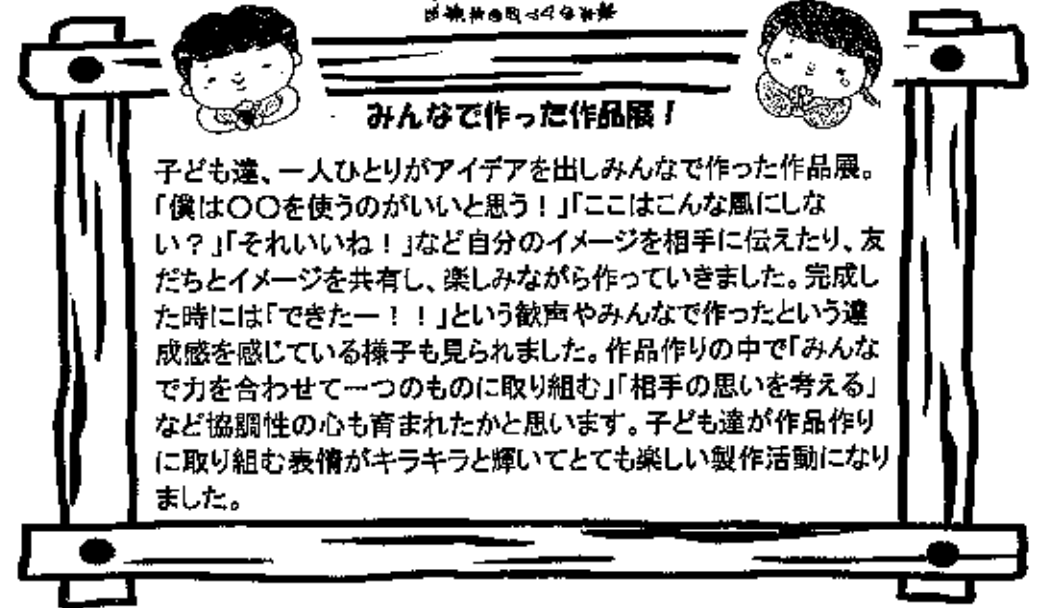 みんなで作った作品展！
子ども達、一人ひとりがアイデアを出しみんなで作った作品展。
「僕は〇〇を使うのがいいと思う！」「ここはこんな風にしな
い？」「それいいね！」など自分のイメージを相手に伝えたり、友
だちとイメージを共有し、楽しみながら作っていきました。完成し
た時には「できたー！！」という歓声やみんなで作ったという達
成感を感じている様子も見られました。作品作りの中で「みんな
で力を合わせて一つのものに取り組む」「相手の思いを考える」
など協調性の心も育まれたかと思います。子ども達が作品作り
に取り組む表情がキラキラと輝いてとても楽しい製作活動になり
ました。